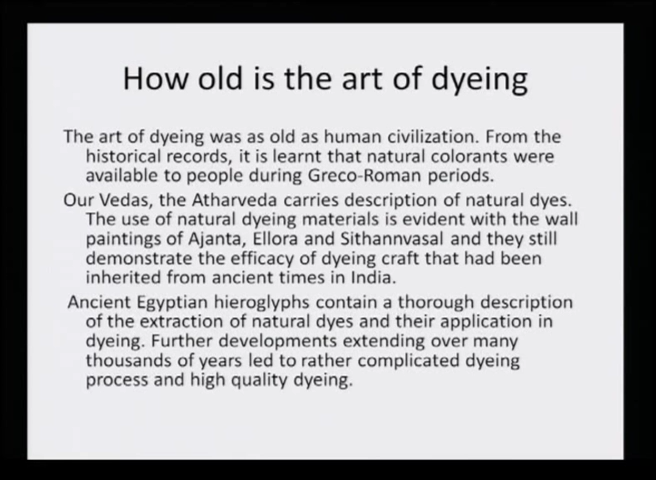 How old is the art of dyeing
The art of dyeing was as old as human civilization. From the
historical records, it is learnt that natural colorants were
available to people during Greco-Roman periods.
Our Vedas, the Atharveda carries description of natural dyes.
The use of natural dyeing materials is evident with the wall
paintings of Ajanta, Ellora and Sithannvasal and they still
demonstrate the efficacy of dyeing craft that had been
inherited from ancient times in India.
Ancient Egyptian hieroglyphs contain a thorough description
of the extraction of natural dyes and their application in
dyeing. Further developments extending over many
thousands of years led to rather complicated dyeing
process and high quality dyeing.